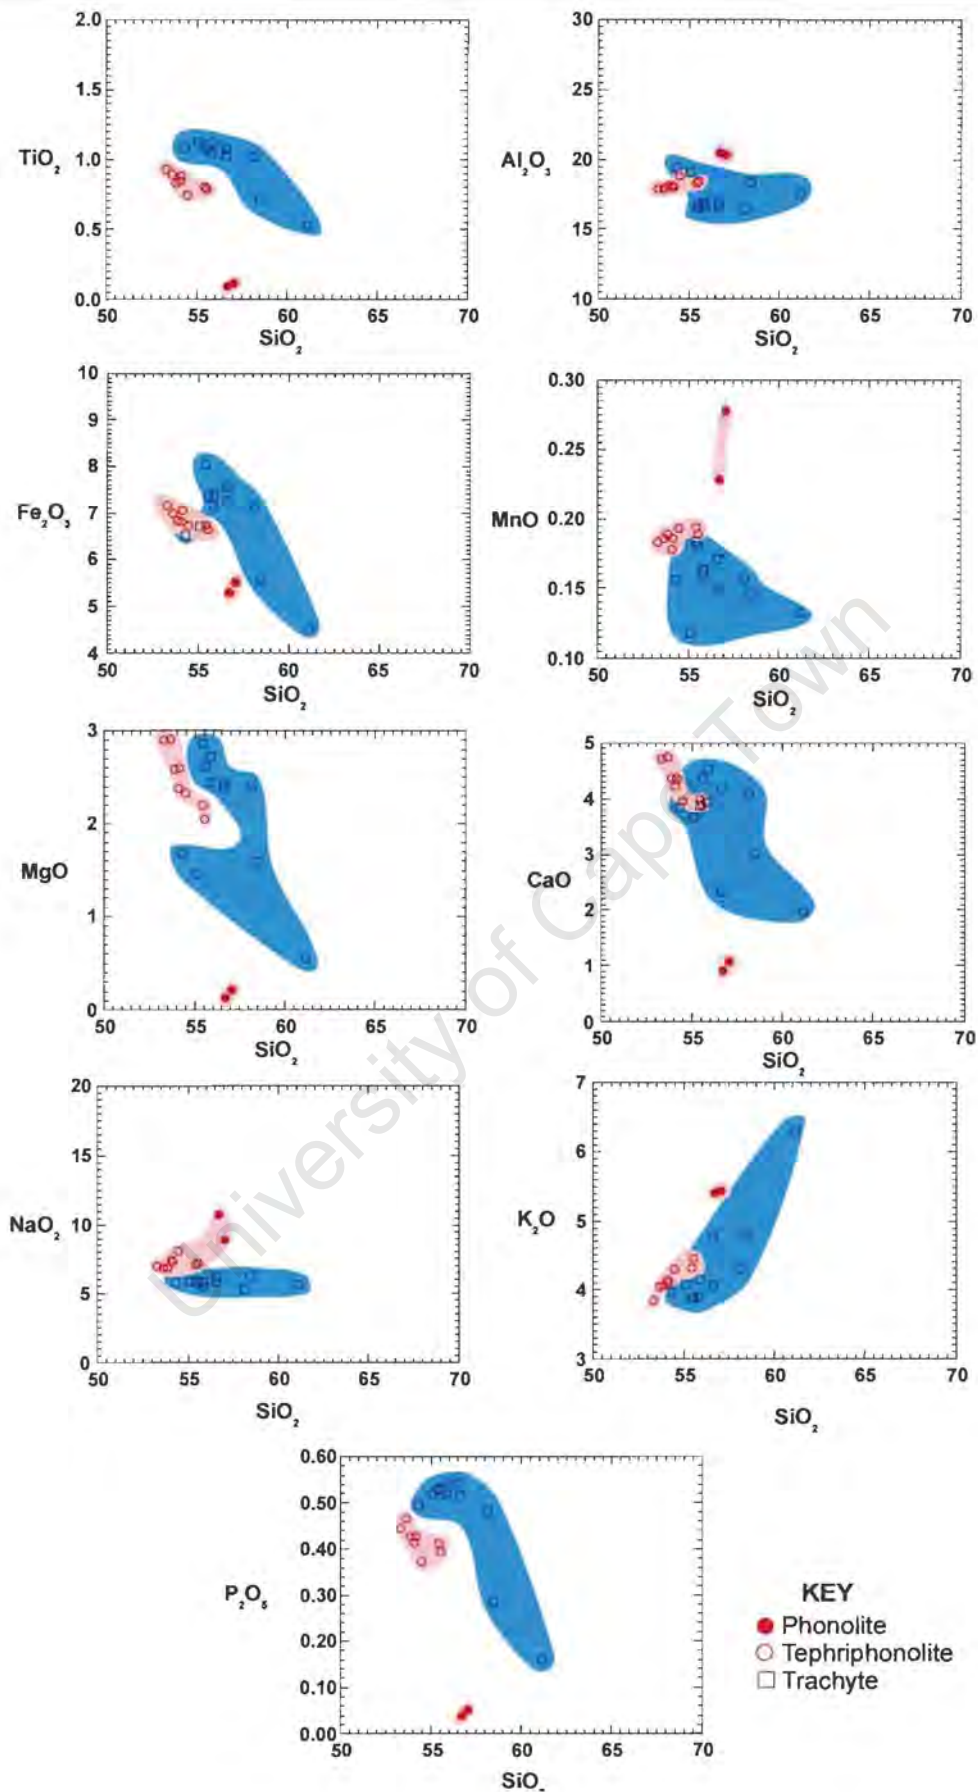 2.0
1.5
TiO₂
1.0
0.5
0.0
50 55 60 65 70
SiO₂
30
25
Al₂O₃
20
15
10
50 55 60 65 70
SiO₂
10
9
8
Fe₂O₃
7
6
5
4
50 55 60 65 70
SiO₂
0.30
0.25
MnO
0.20
0.15
0.10
50 55 60 65 70
SiO₂
3
2
MgO
1
0
50 55 60 65 70
SiO₂
5
4
CaO
3
2
1
0
50 55 60 65 70
SiO₂
20
15
NaO₂
10
5
0
50 55 60 65 70
SiO₂
7
6
K₂O
5
4
3
50 55 60 65 70
SiO₂
0.60
0.50
0.40
P₂O₅
0.30
0.20
0.10
0.00
50 55 60 65 70
KEY
Phonolite
Tephriphonolite
Trachyte
University of Cape Town